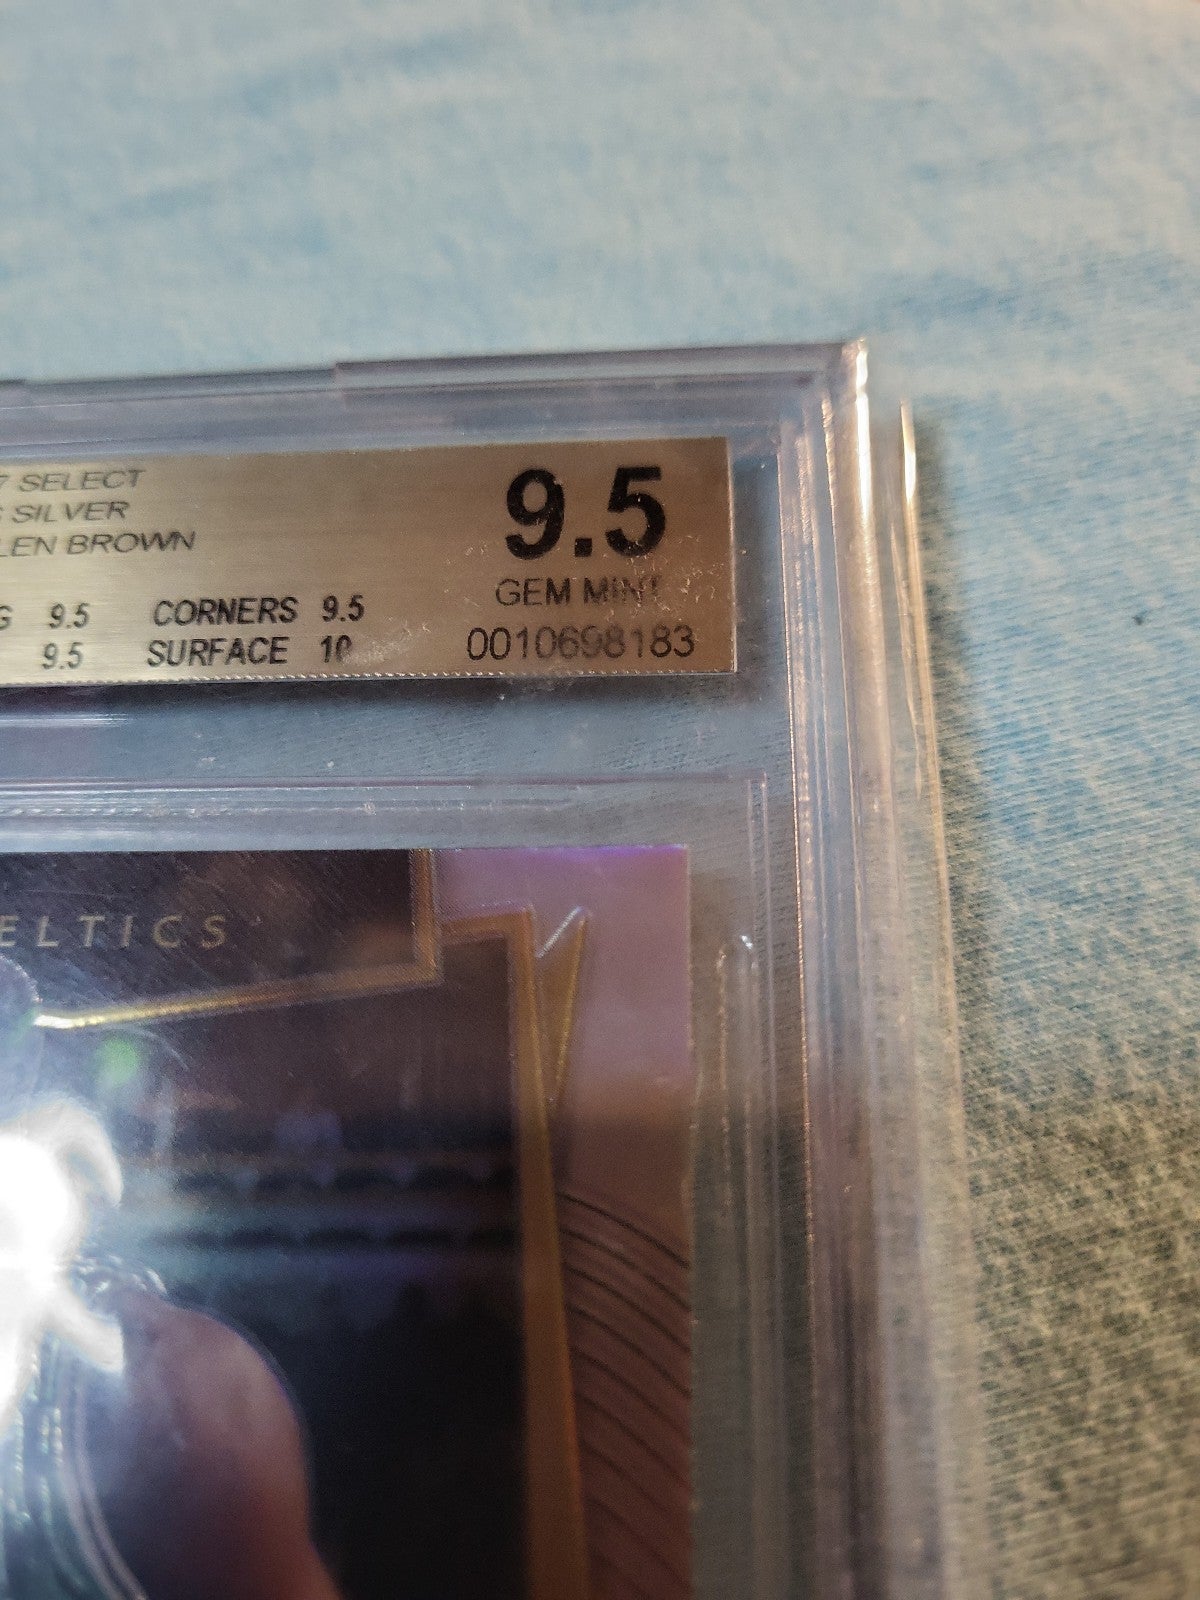 7 SELECT
S SILVER
LEN BROWN
G 9.5 CORNERS 9.5
9.5 SURFACE 10
9.5
GEM MINT
0010698183
ELTICS